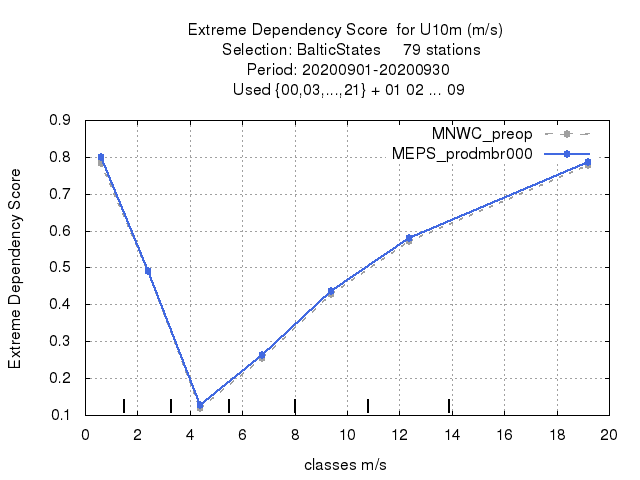 Extreme Dependency Score  for U10m (m/s)
Selection: BalticStates     79 stations
Period: 20200901-20200930
Used {00,03,...,21} + 01 02 ... 09
MNWC_preop
MEPS_prodmbr000
Extreme Dependency Score
0.9
0.8
0.7
0.6
0.5
0.4
0.3
0.2
0.1
0 2 4 6 8 10 12 14 16 18 20
classes m/s